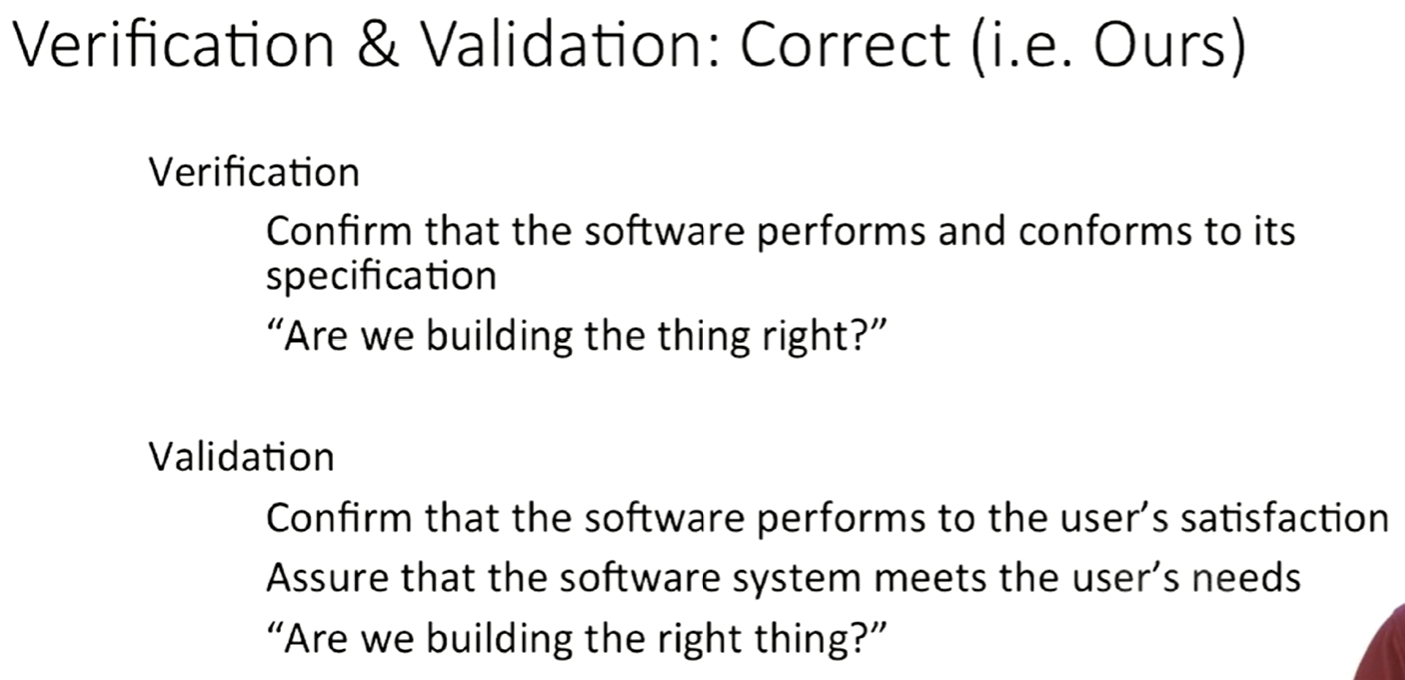 Verification & Validation: Correct (i.e. Ours)
Verification
Confirm that the software performs and conforms to its
specification
“Are we building the thing right?”
Validation
Confirm that the software performs to the user’s satisfaction
Assure that the software system meets the user’s needs
“Are we building the right thing?”